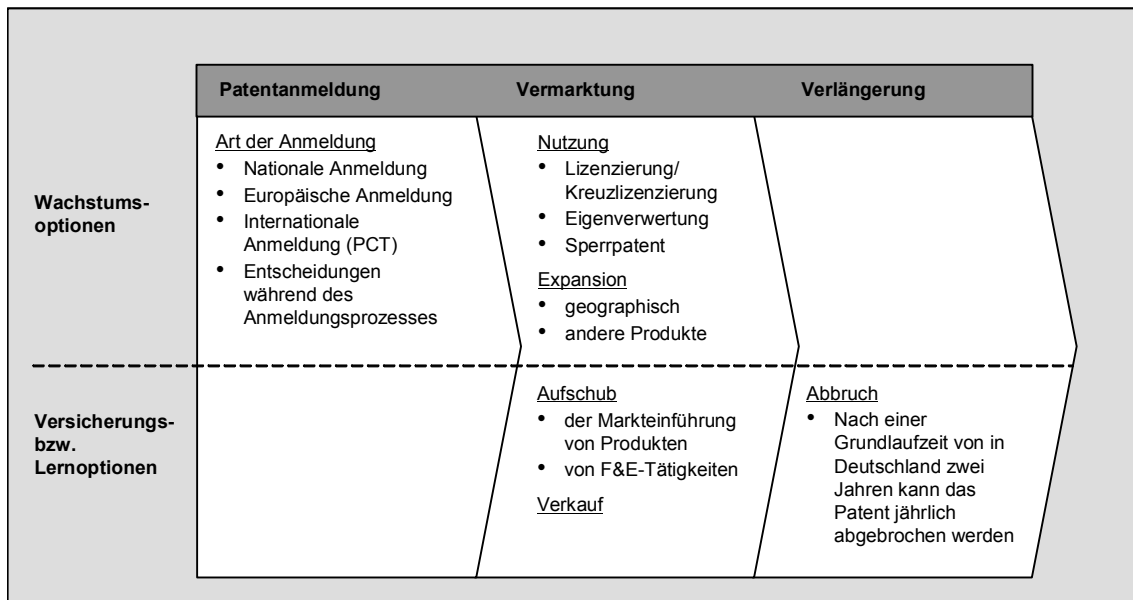 Patentanmeldung
Vermarktung
Verlängerung
Wachstums-
optionen
Art der Anmeldung
• Nationale Anmeldung
• Europäische Anmeldung
• Internationale
Anmeldung (PCT)
• Entscheidungen
während des
Anmeldungsprozesses
Nutzung
• Lizenzierung/
Kreuzlizenzierung
• Eigenverwertung
• Sperrpatent
Expansion
• geographisch
• andere Produkte
Versicherungs-
bzw.
Lernoptionen
Aufschub
• der Markteinführung
von Produkten
• von F&E-Tätigkeiten
Verkauf
Abbruch
• Nach einer
Grundlaufzeit von in
Deutschland zwei
Jahren kann das
Patent jährlich
abgebrochen werden